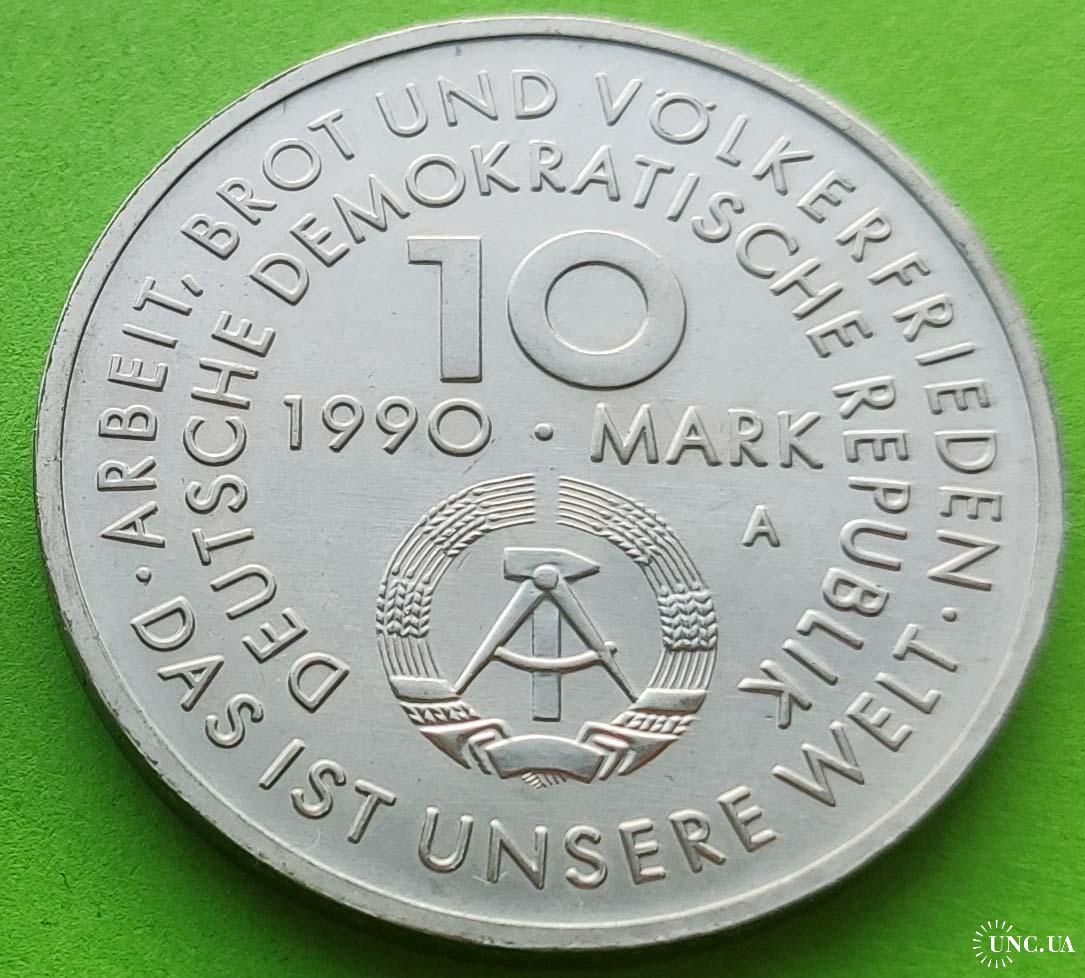 · ARBEIT, BROT UND VÖLKERFRIEDEN · DAS IST UNSERE WELT
DEUTSCHE DEMOKRATISCHE REPUBLIK
10
1990 · MARK
A
UNC.UA